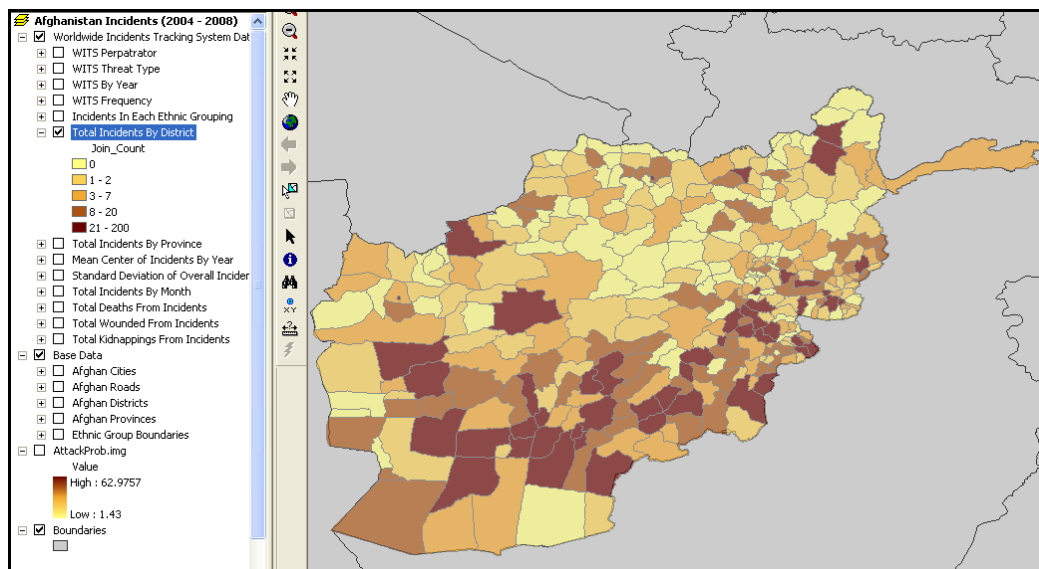 Afghanistan Incidents (2004 - 2008)
Worldwide Incidents Tracking System Dat
WITS Perpatrator
WITS Threat Type
WITS By Year
WITS Frequency
Incidents In Each Ethnic Grouping
Total Incidents By District
Join_Count
0
1 - 2
3 - 7
8 - 20
21 - 200
Total Incidents By Province
Mean Center of Incidents By Year
Standard Deviation of Overall Incider
Total Incidents By Month
Total Deaths From Incidents
Total Wounded From Incidents
Total Kidnappings From Incidents
Base Data
Afghan Cities
Afghan Roads
Afghan Districts
Afghan Provinces
Ethnic Group Boundaries
AttackProb.img
Value
High : 62.9757
Low : 1.43
Boundaries
XY